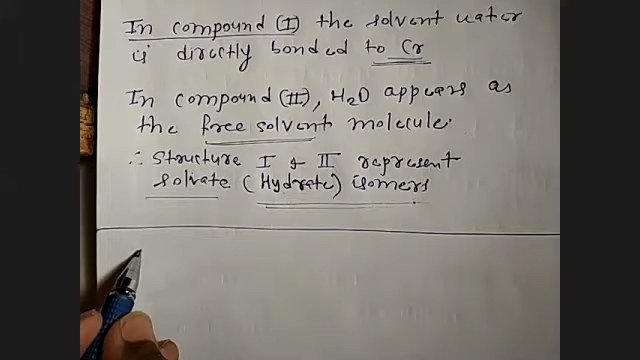 In compound (I) the solvent water
is directly bonded to Cr
In compound (II), H2O appears as
the free solvent molecule.
∴ Structure I & II represent
solvate (Hydrate) isomers